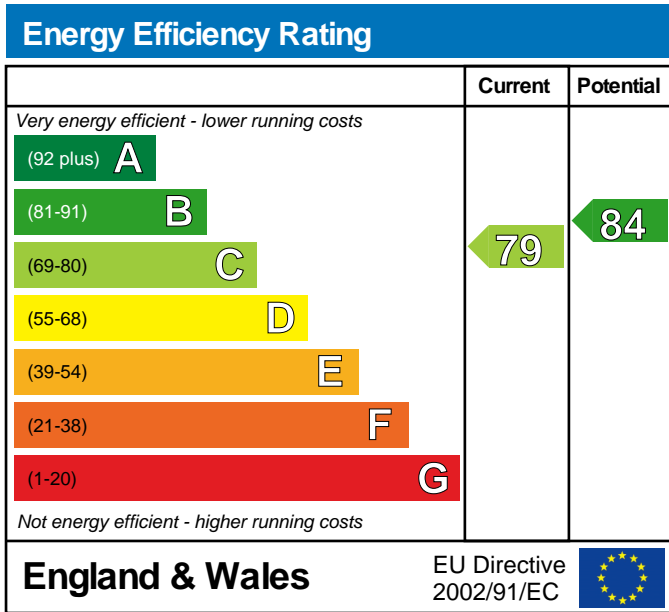 Energy Efficiency Rating
Current Potential
Very energy efficient - lower running costs
(92 plus) A
(81-91) B
(69-80) C
(55-68) D
(39-54) E
(21-38) F
(1-20) G
79
84
Not energy efficient - higher running costs
England & Wales
EU Directive
2002/91/EC